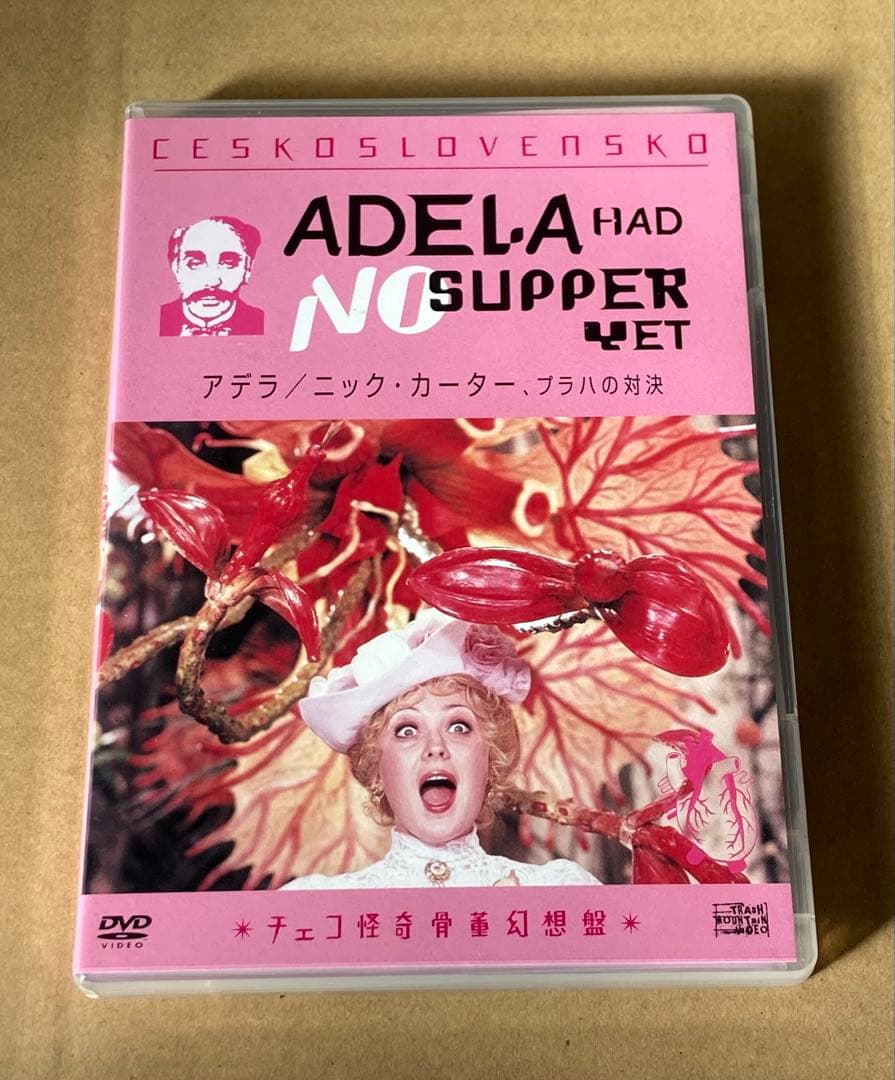 CESKOSLOVENSKO
ADELA HAD
NO SUPPER
YET
アデラ／ニック・カーター、プラハの対決
DVD
VIDEO
＊チェコ怪奇骨董幻想盤＊
TRASH
MOUNTAIN
VIDEO